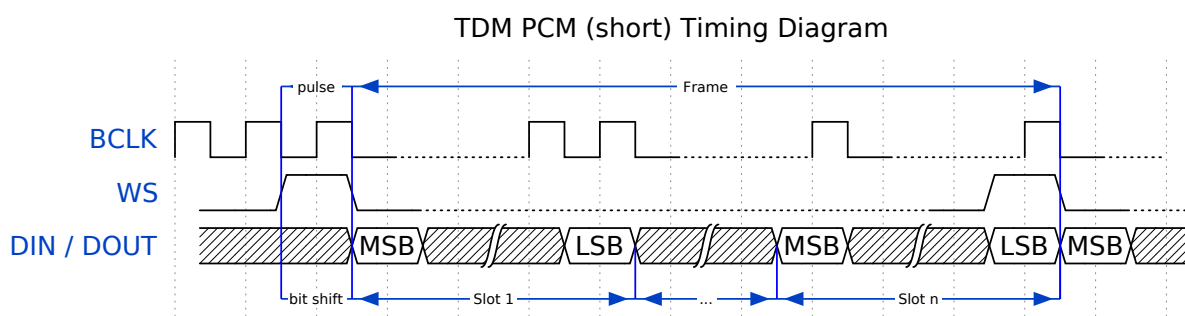 TDM PCM (short) Timing Diagram
pulse Frame
BCLK
WS
DIN / DOUT MSB LSB MSB LSB MSB
bit shift Slot 1 ... Slot n